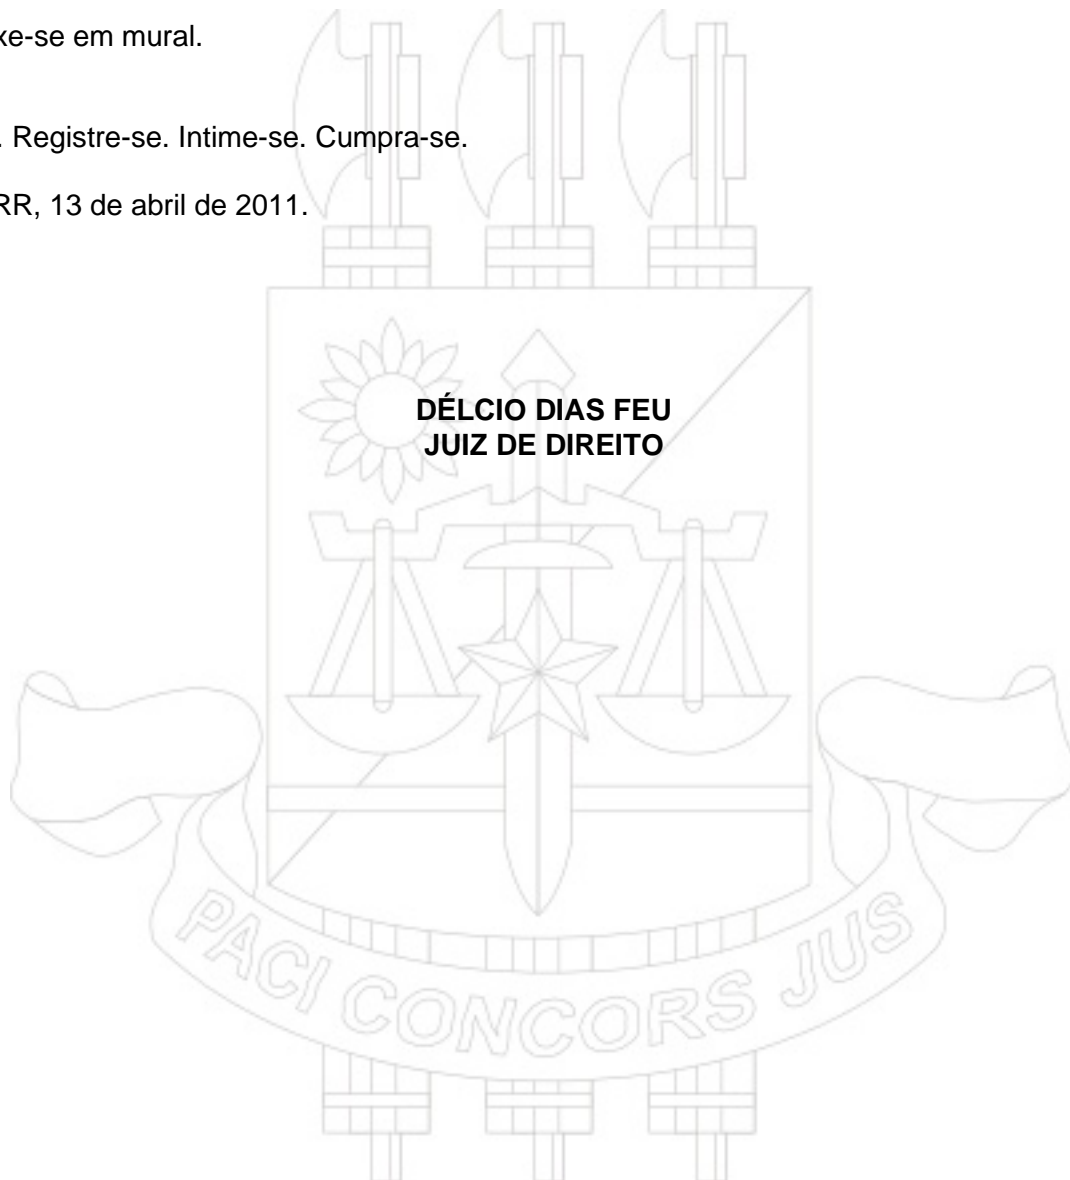 xe-se em mural.
. Registre-se. Intime-se. Cumpra-se.
RR, 13 de abril de 2011.
DÉLCIO DIAS FEU
JUIZ DE DIREITO
PACI CONCORS JUS